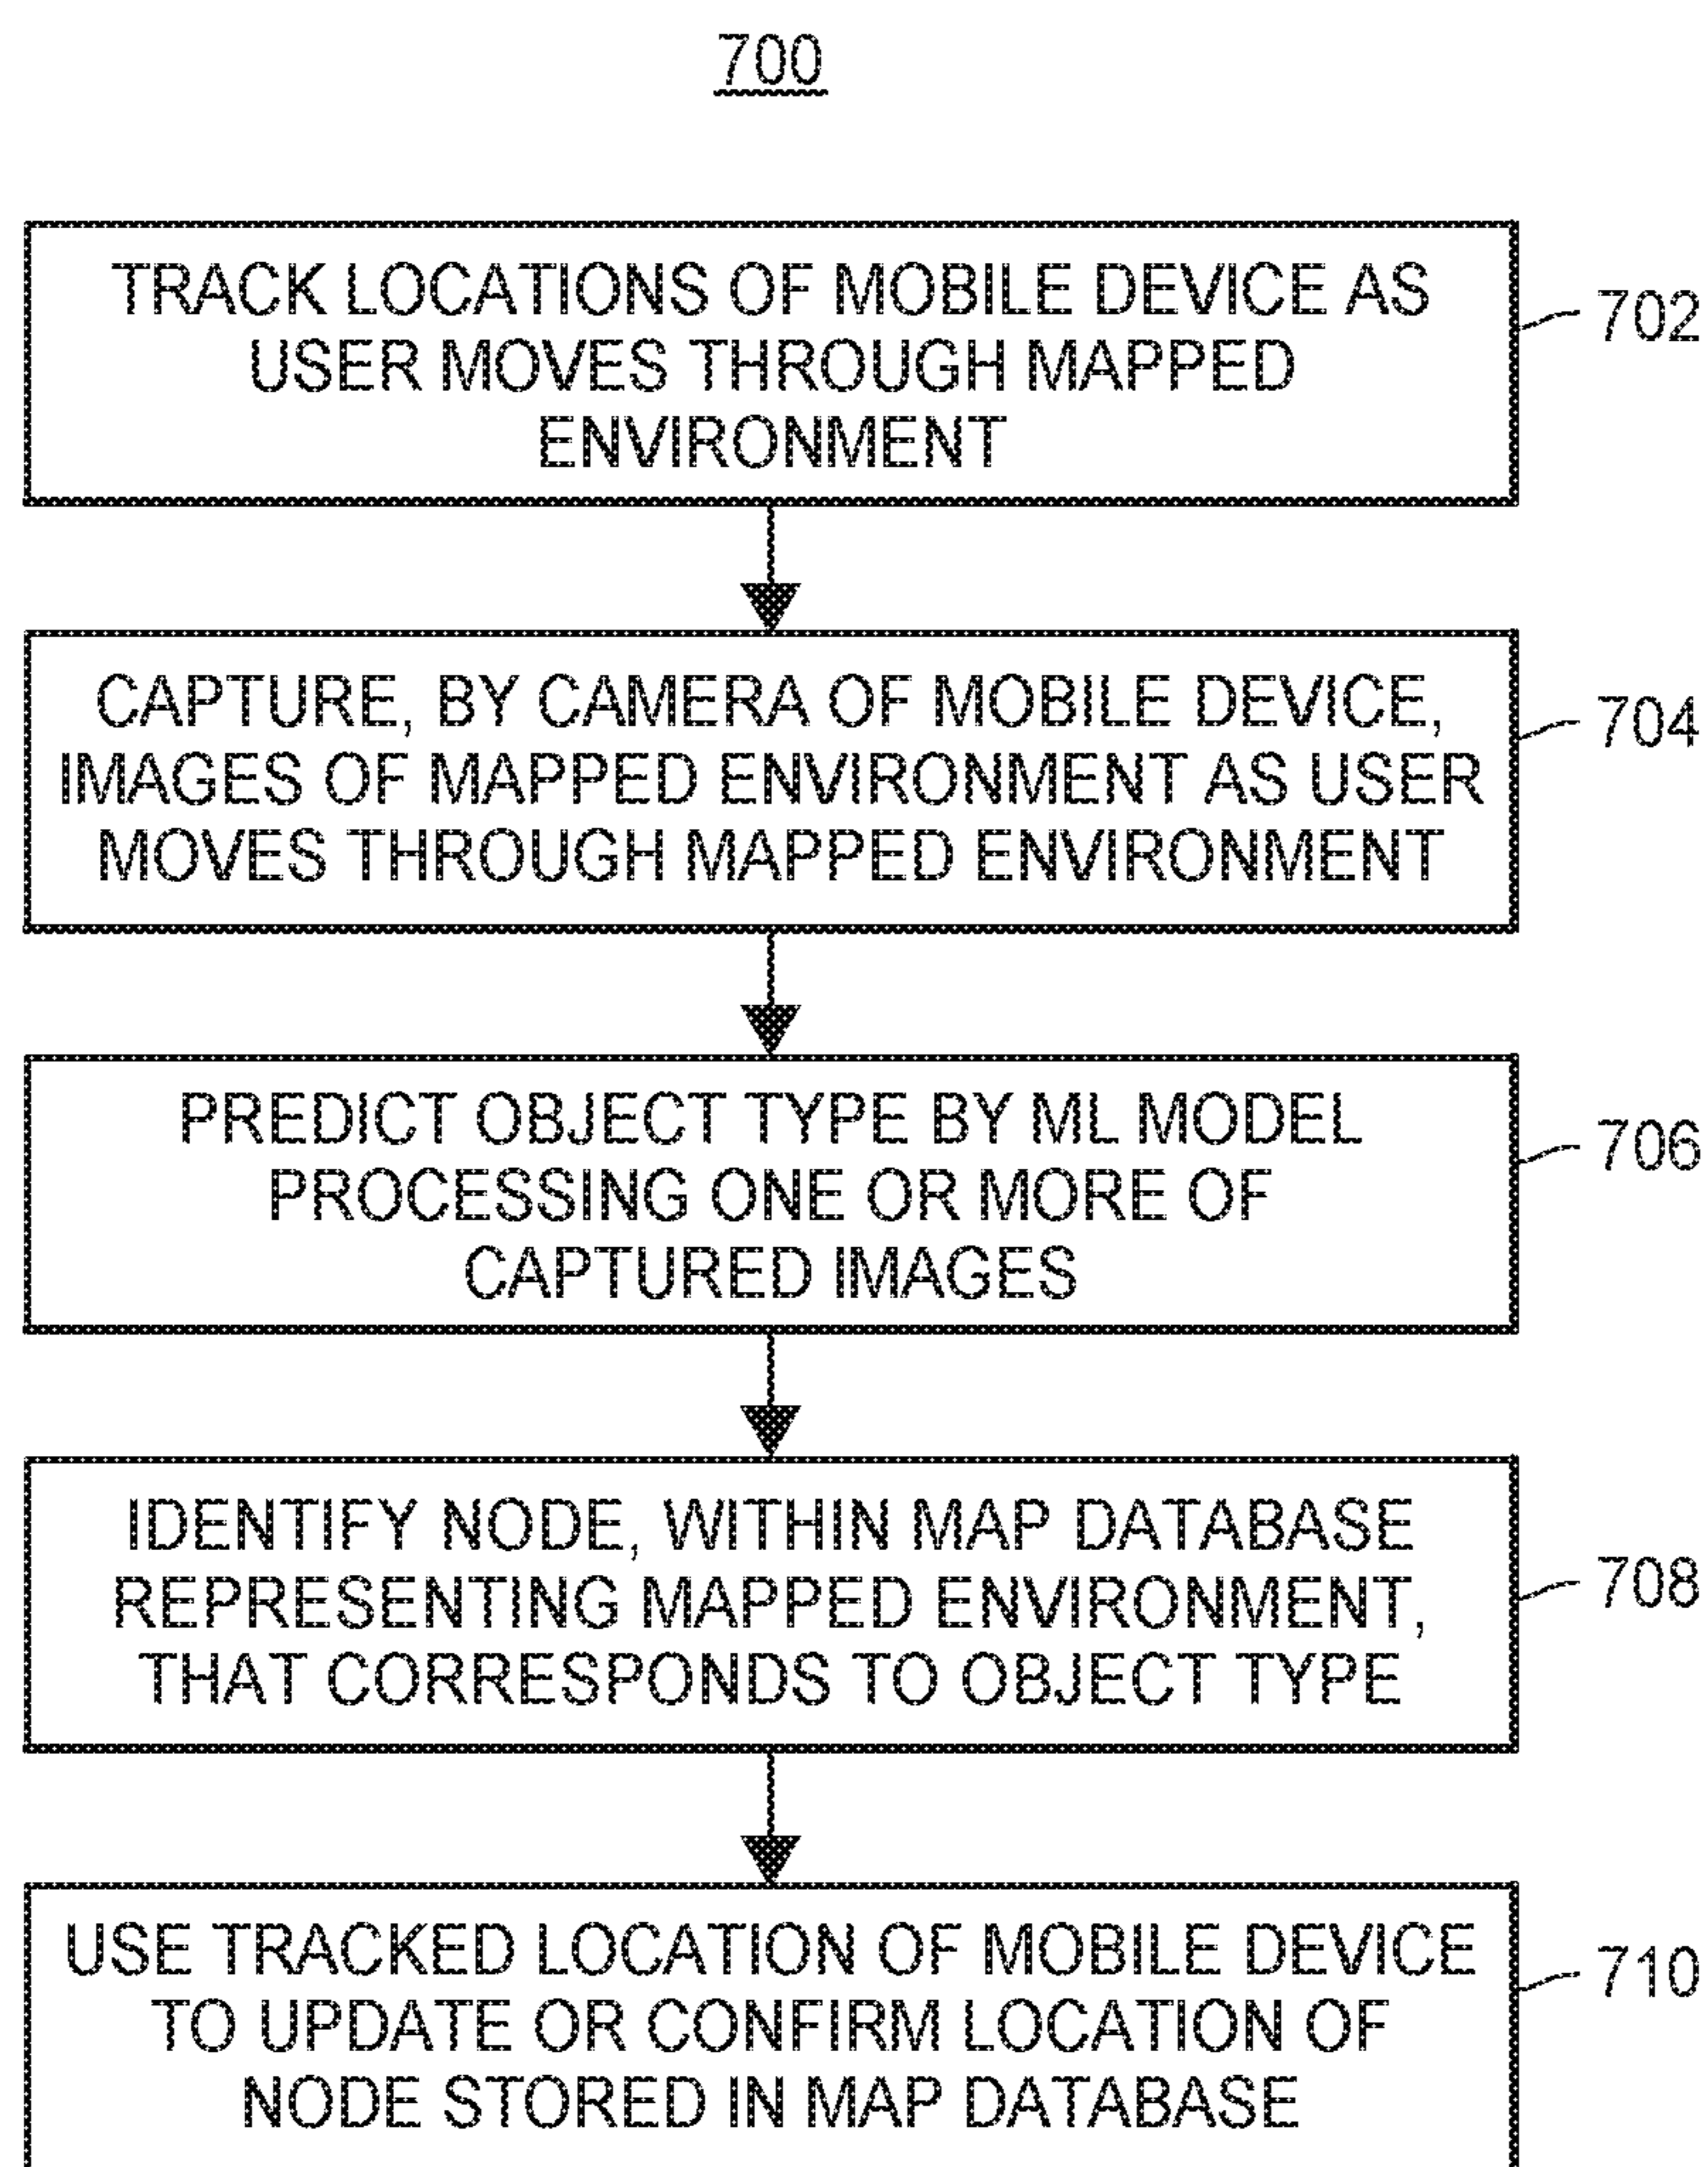 700
TRACK LOCATIONS OF MOBILE DEVICE AS
USER MOVES THROUGH MAPPED
ENVIRONMENT
702
CAPTURE, BY CAMERA OF MOBILE DEVICE,
IMAGES OF MAPPED ENVIRONMENT AS USER
MOVES THROUGH MAPPED ENVIRONMENT
704
PREDICT OBJECT TYPE BY ML MODEL
PROCESSING ONE OR MORE OF
CAPTURED IMAGES
706
IDENTIFY NODE, WITHIN MAP DATABASE
REPRESENTING MAPPED ENVIRONMENT,
THAT CORRESPONDS TO OBJECT TYPE
708
USE TRACKED LOCATION OF MOBILE DEVICE
TO UPDATE OR CONFIRM LOCATION OF
NODE STORED IN MAP DATABASE
710